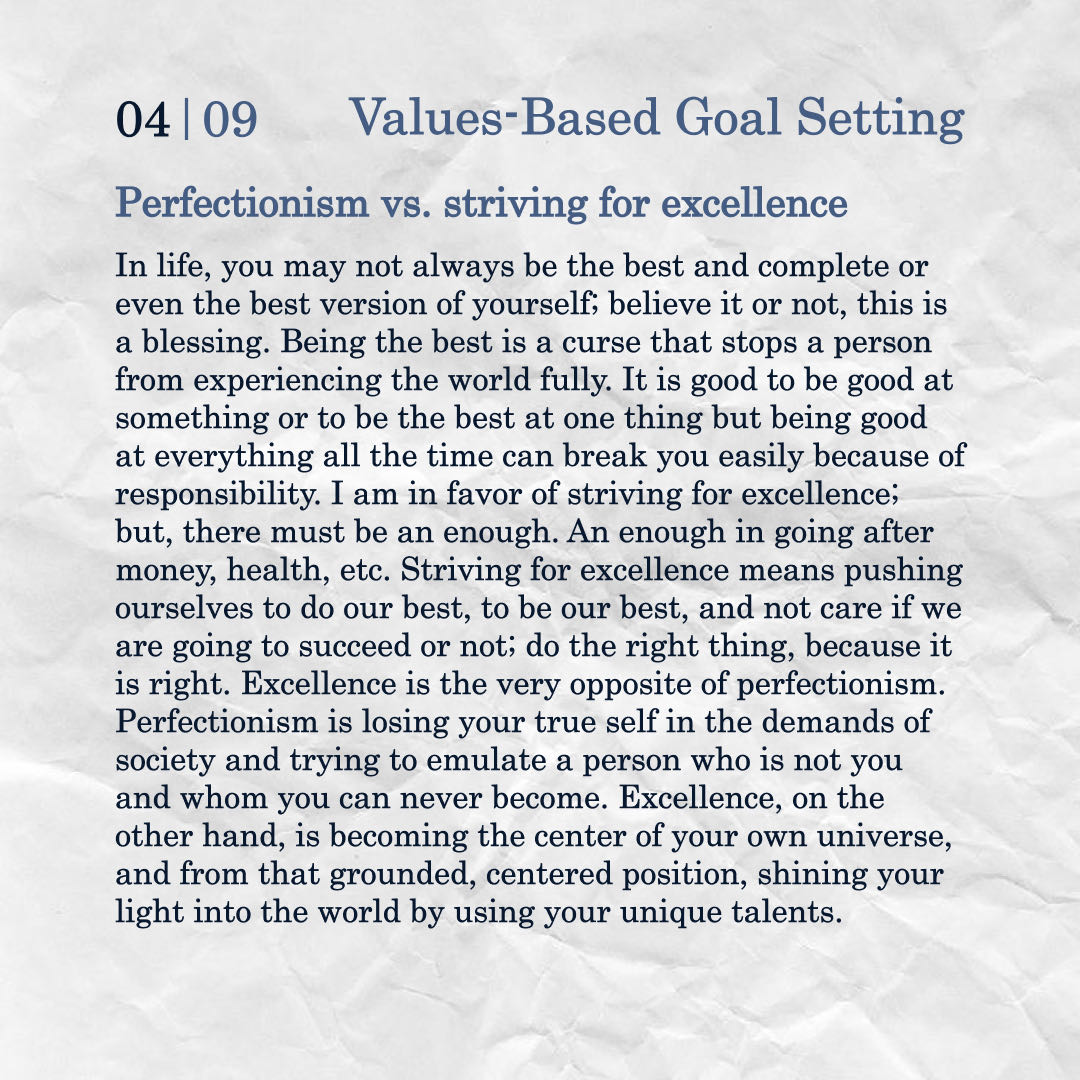 04|09 Values-Based Goal Setting
Perfectionism vs. striving for excellence
In life, you may not always be the best and complete or
even the best version of yourself; believe it or not, this is
a blessing. Being the best is a curse that stops a person
from experiencing the world fully. It is good to be good at
something or to be the best at one thing but being good
at everything all the time can break you easily because of
responsibility. I am in favor of striving for excellence;
but, there must be an enough. An enough in going after
money, health, etc. Striving for excellence means pushing
ourselves to do our best, to be our best, and not care if we
are going to succeed or not; do the right thing, because it
is right. Excellence is the very opposite of perfectionism.
Perfectionism is losing your true self in the demands of
society and trying to emulate a person who is not you
and whom you can never become. Excellence, on the
other hand, is becoming the center of your own universe,
and from that grounded, centered position, shining your
light into the world by using your unique talents.